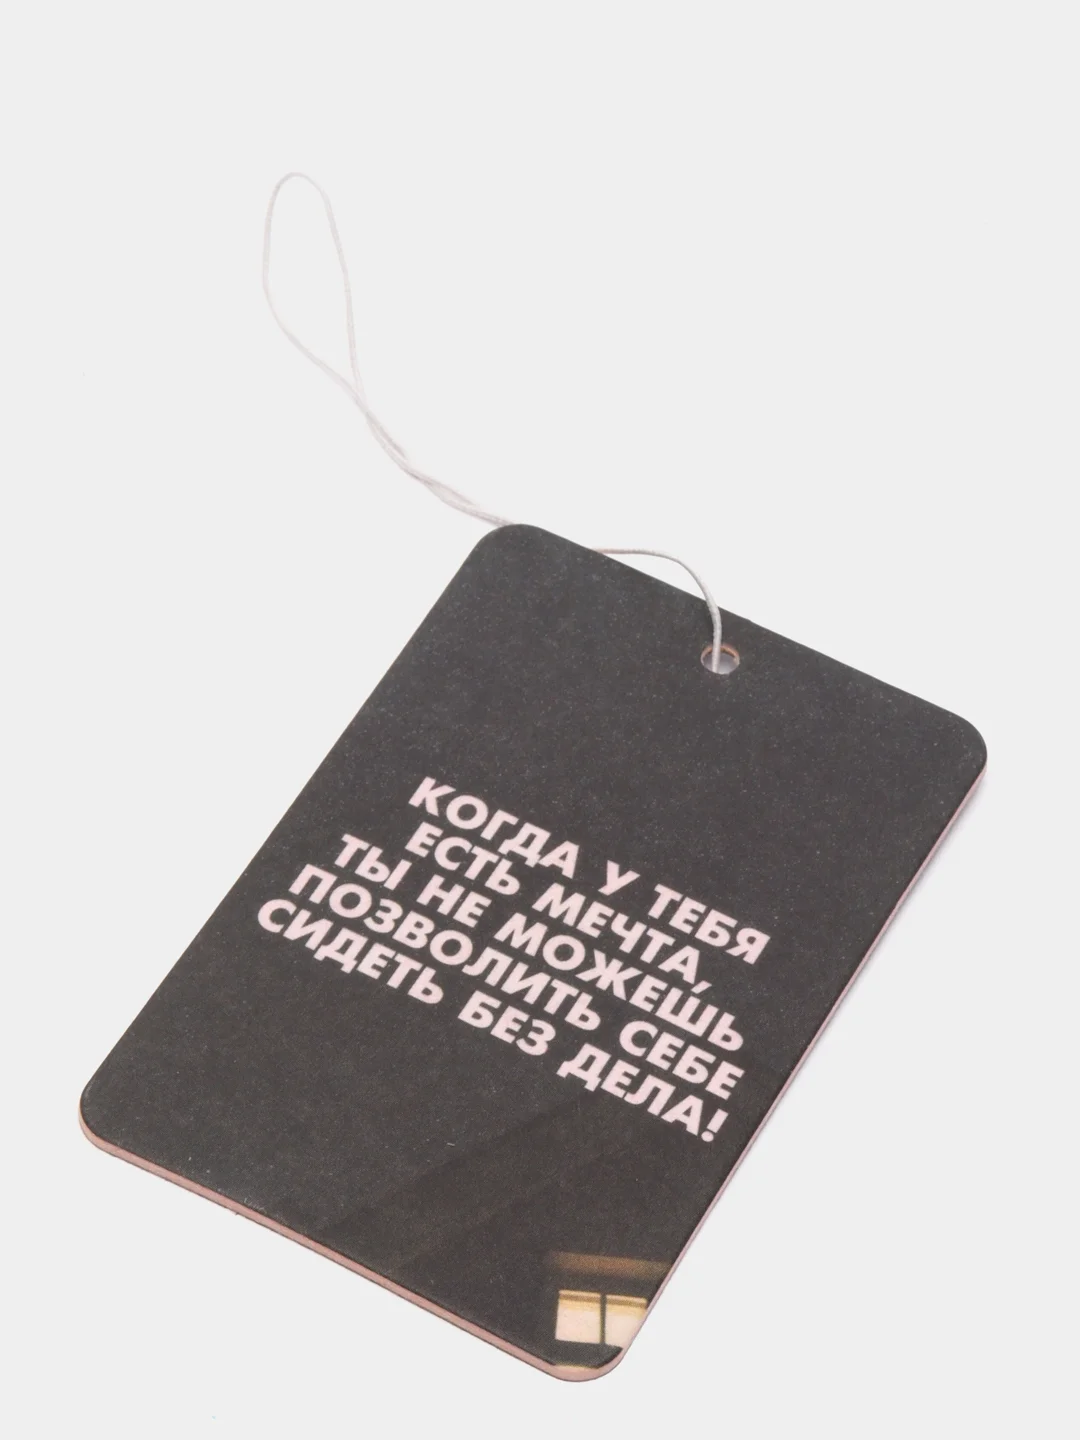 КОГДА У ТЕБЯ
ЕСТЬ МЕЧТА,
ТЫ НЕ МОЖЕШЬ
ПОЗВОЛИТЬ СЕБЕ
СИДЕТЬ БЕЗ ДЕЛА!